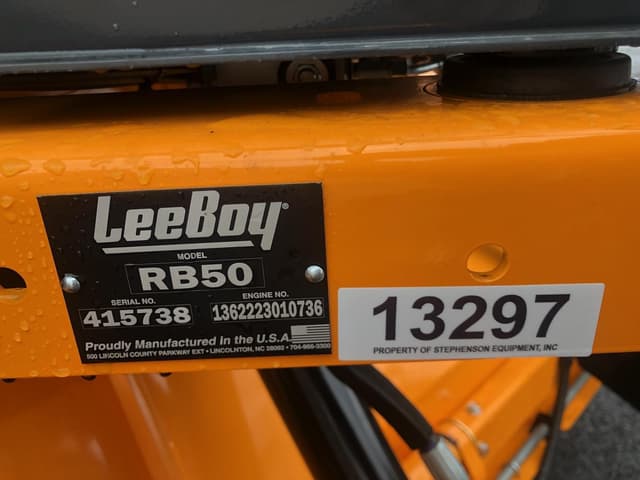 LeeBoy
MODEL
RB50
SERIAL NO. ENGINE NO.
415738 1362223010736
Proudly Manufactured in the U.S.A.
500 LINCOLN COUNTY PARKWAY EXT • LINCOLNTON, NC 28092 • 704-966-3300
13297
PROPERTY OF STEPHENSON EQUIPMENT, INC